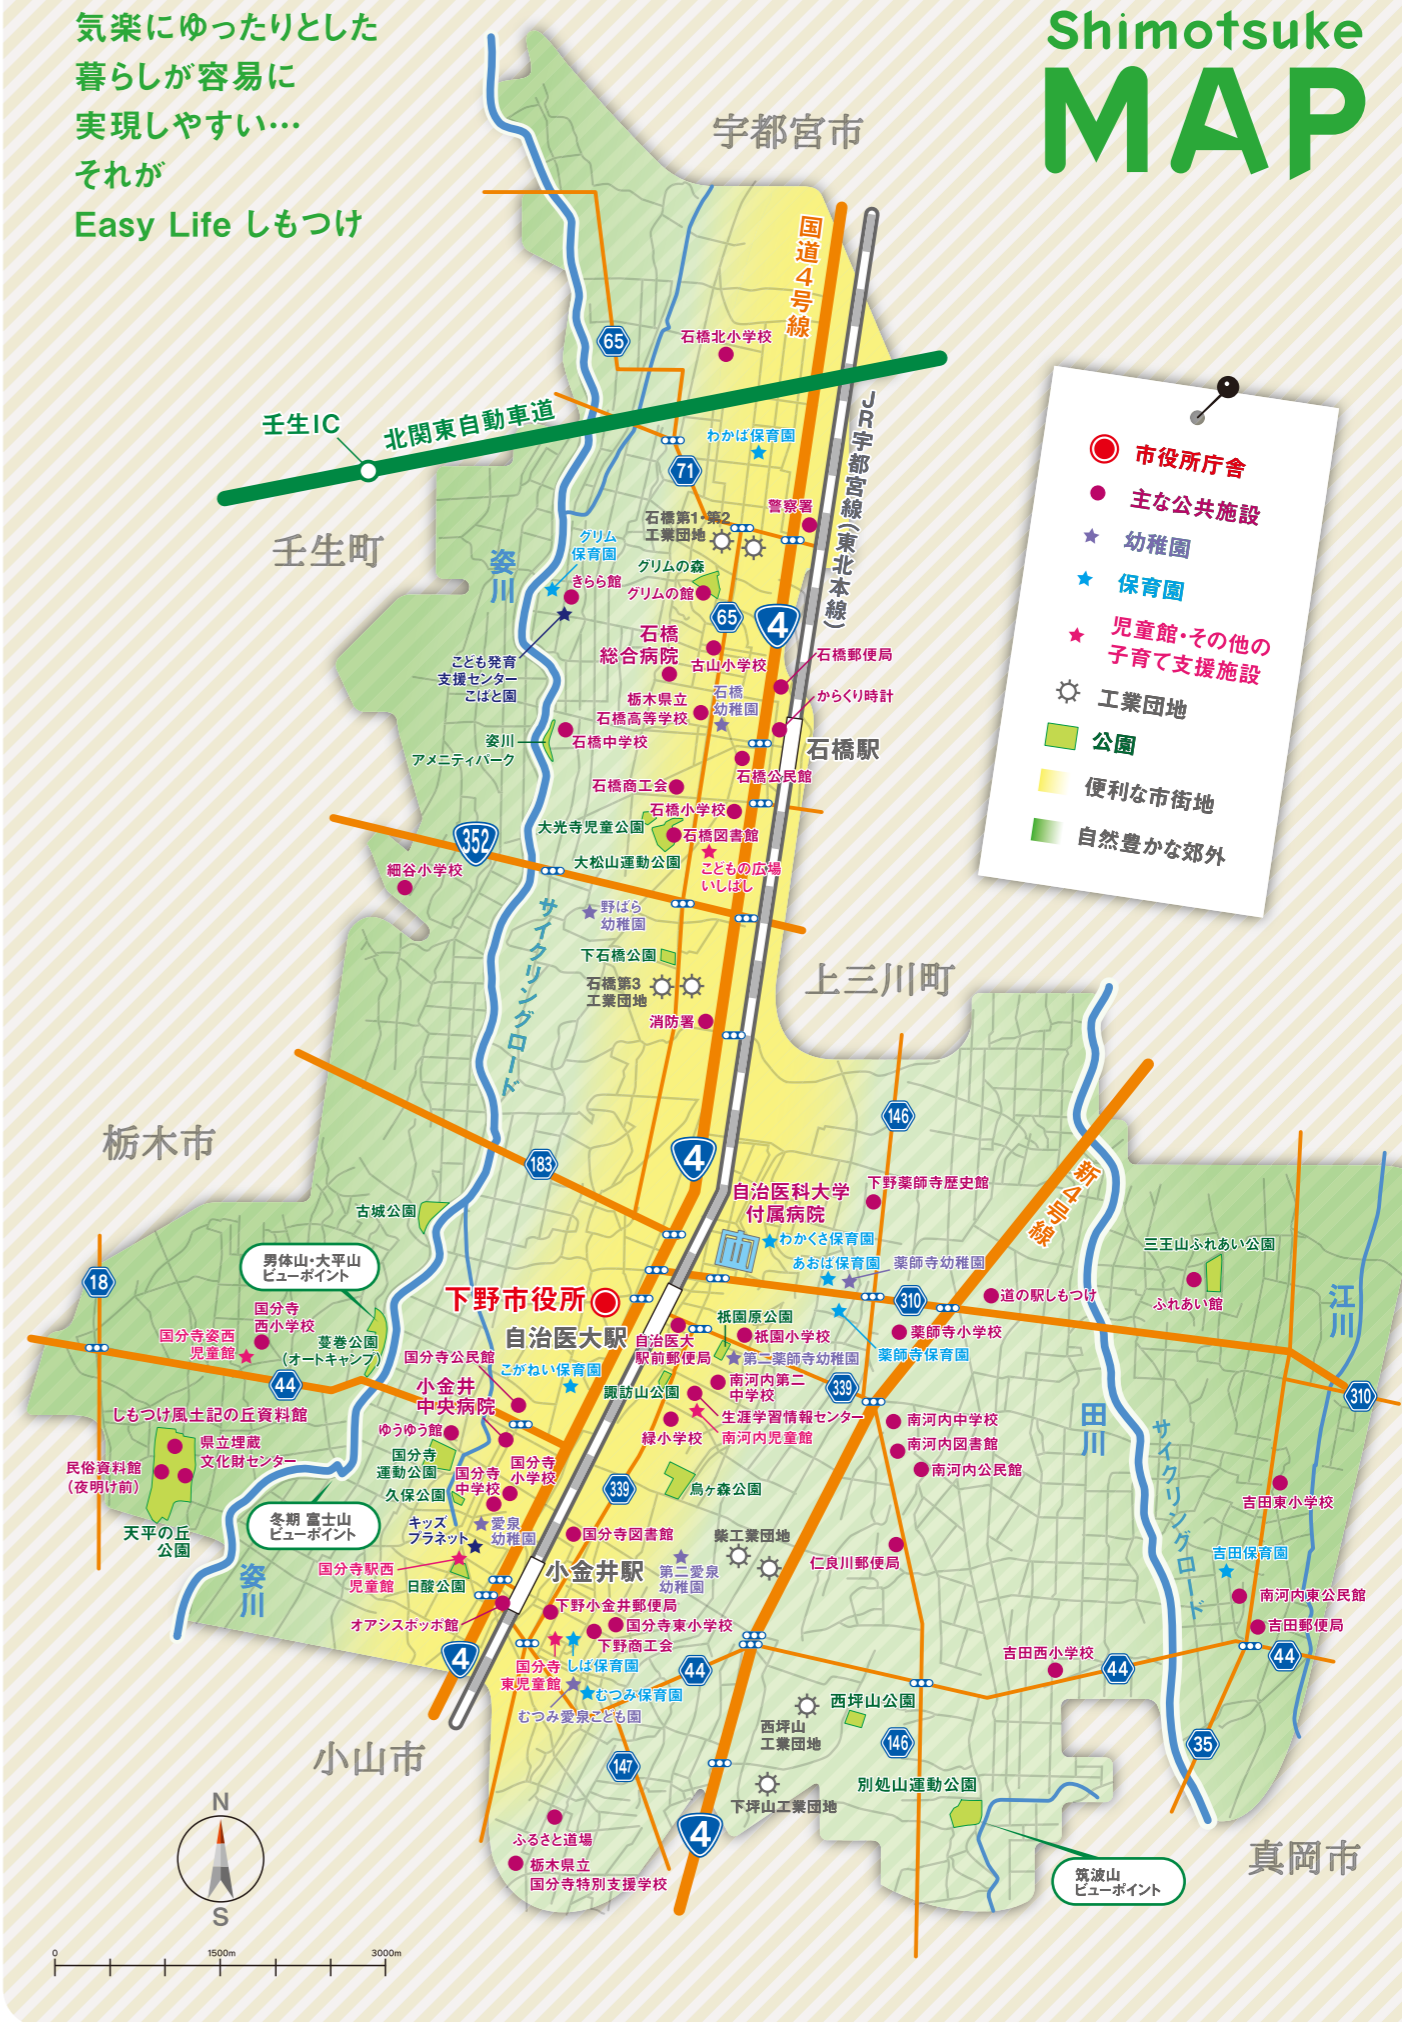 気楽にゆったりとした
暮らしが容易に
実現しやすい…
それが
Easy Life しもつけ
Shimotsuke
MAP
宇都宮市
国道4号線
65
石橋北小学校
壬生IC
北関東自動車道
JR宇都宮線(東北本線)
わかば保育園
71
警察署
石橋第1・第2
工業団地
壬生町
姿川
グリム
保育園
きらら館
グリムの森
グリムの館
65
4
石橋
総合病院
古山小学校
石橋郵便局
こども発育
支援センター
こばと園
栃木県立
石橋高等学校
石橋
幼稚園
からくり時計
姿川
アメニティパーク
石橋中学校
石橋駅
石橋公民館
石橋商工会
石橋小学校
大光寺児童公園
石橋図書館
352
大松山運動公園
こどもの広場
いしばし
細谷小学校
サイクリングロード
野ばら
幼稚園
下石橋公園
石橋第3
工業団地
消防署
市役所庁舎
主な公共施設
幼稚園
保育園
児童館・その他の
子育て支援施設
工業団地
公園
便利な市街地
自然豊かな郊外
上三川町
栃木市
183
4
146
新4号線
自治医科大学
付属病院
下野薬師寺歴史館
古城公園
わかくさ保育園
あおば保育園
薬師寺幼稚園
三王山ふれあい公園
ふれあい館
江川
男体山・大平山
ビューポイント
18
下野市役所
310
道の駅しもつけ
国分寺
西小学校
国分寺姿西
児童館
蔓巻公園
(オートキャンプ)
自治医大駅
自治医大
駅前郵便局
祇園原公園
祇園小学校
第二薬師寺幼稚園
薬師寺小学校
薬師寺保育園
国分寺公民館
こがねい保育園
44
小金井
中央病院
諏訪山公園
南河内第二
中学校
339
310
しもつけ風土記の丘資料館
ゆうゆう館
生涯学習情報センター
緑小学校
南河内児童館
南河内中学校
南河内図書館
南河内公民館
田川
サイクリングロード
県立埋蔵
文化財センター
民俗資料館
(夜明け前)
国分寺
運動公園
国分寺
中学校
国分寺
小学校
久保公園
339
烏ヶ森公園
吉田東小学校
天平の丘
公園
冬期 富士山
ビューポイント
キッズ
プラネット
愛泉
幼稚園
国分寺図書館
柴工業団地
仁良川郵便局
吉田保育園
姿川
国分寺駅西
児童館
日酸公園
小金井駅
第二愛泉
幼稚園
南河内東公民館
オアシスポッポ館
下野小金井郵便局
国分寺東小学校
下野商工会
吉田郵便局
4
国分寺
東児童館
しば保育園
44
むつみ保育園
むつみ愛泉こども園
吉田西小学校
44
44
西坪山公園
西坪山
工業団地
146
35
小山市
147
下坪山工業団地
別処山運動公園
4
ふるさと道場
栃木県立
国分寺特別支援学校
筑波山
ビューポイント
真岡市
N
S
0
1500m
3000m